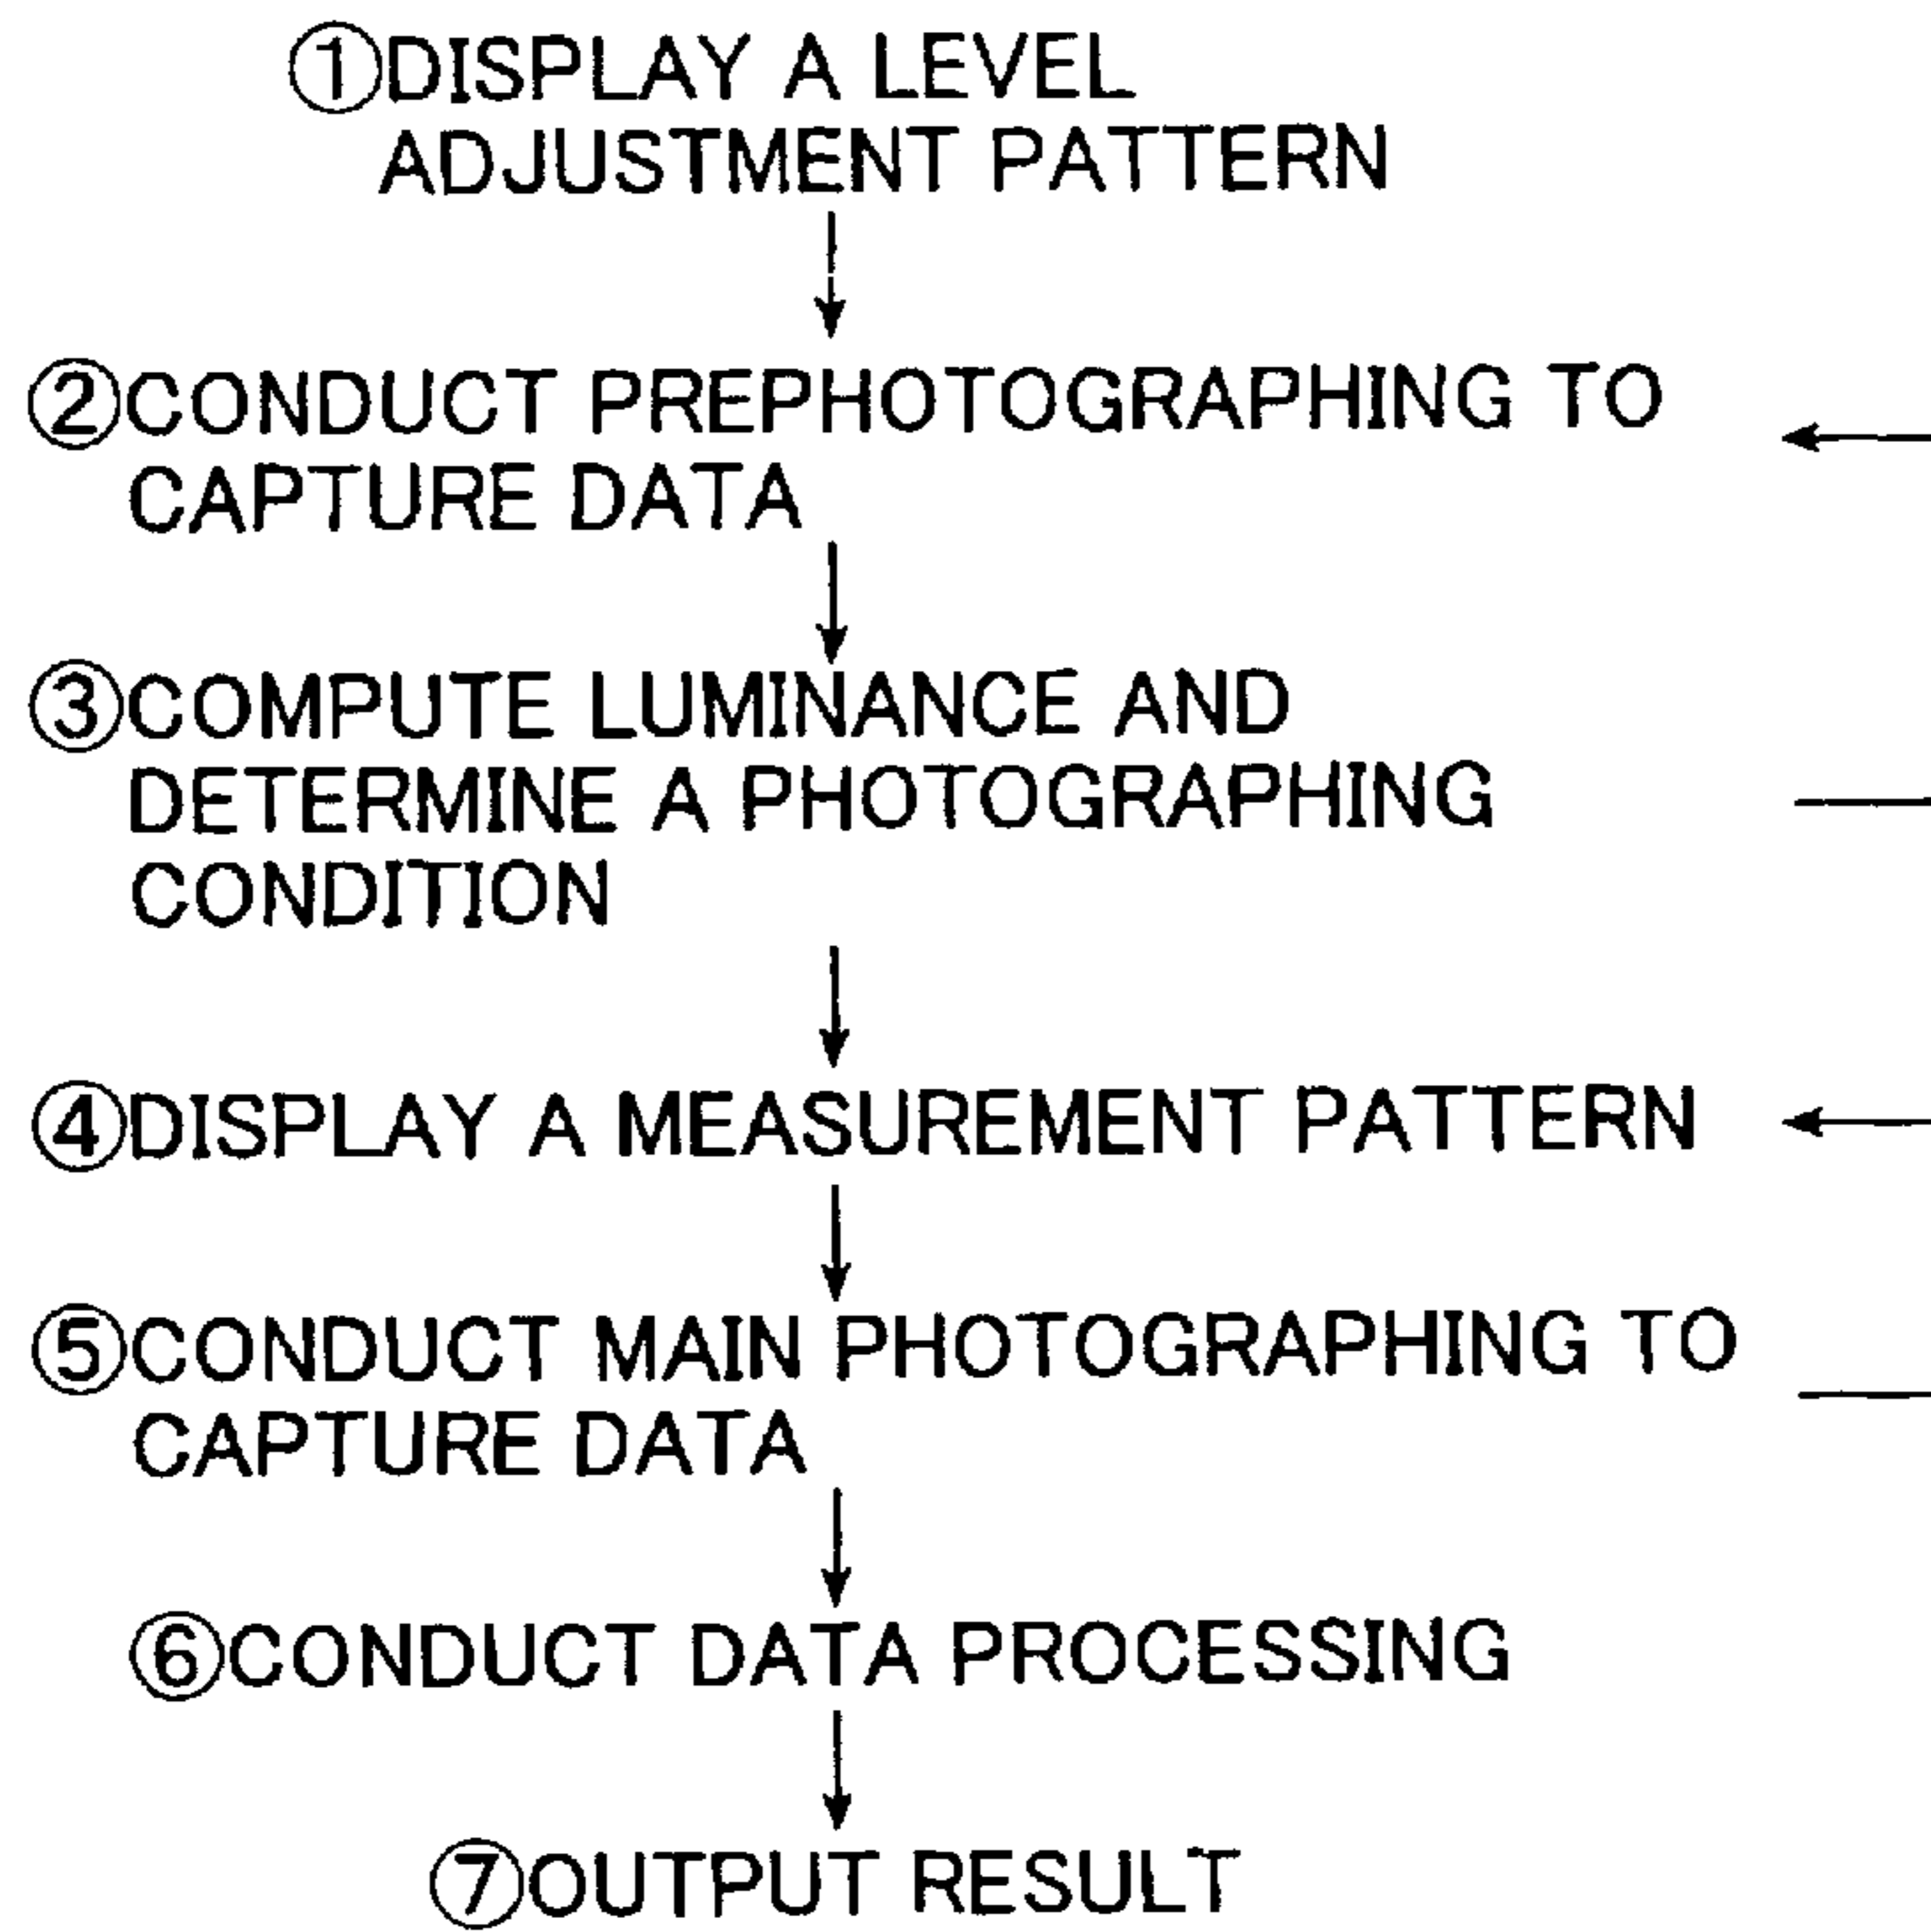 ①DISPLAY A LEVEL
ADJUSTMENT PATTERN
②CONDUCT PREPHOTOGRAPHING TO
CAPTURE DATA
③COMPUTE LUMINANCE AND
DETERMINE A PHOTOGRAPHING
CONDITION
④DISPLAY A MEASUREMENT PATTERN
⑤CONDUCT MAIN PHOTOGRAPHING TO
CAPTURE DATA
⑥CONDUCT DATA PROCESSING
⑦OUTPUT RESULT